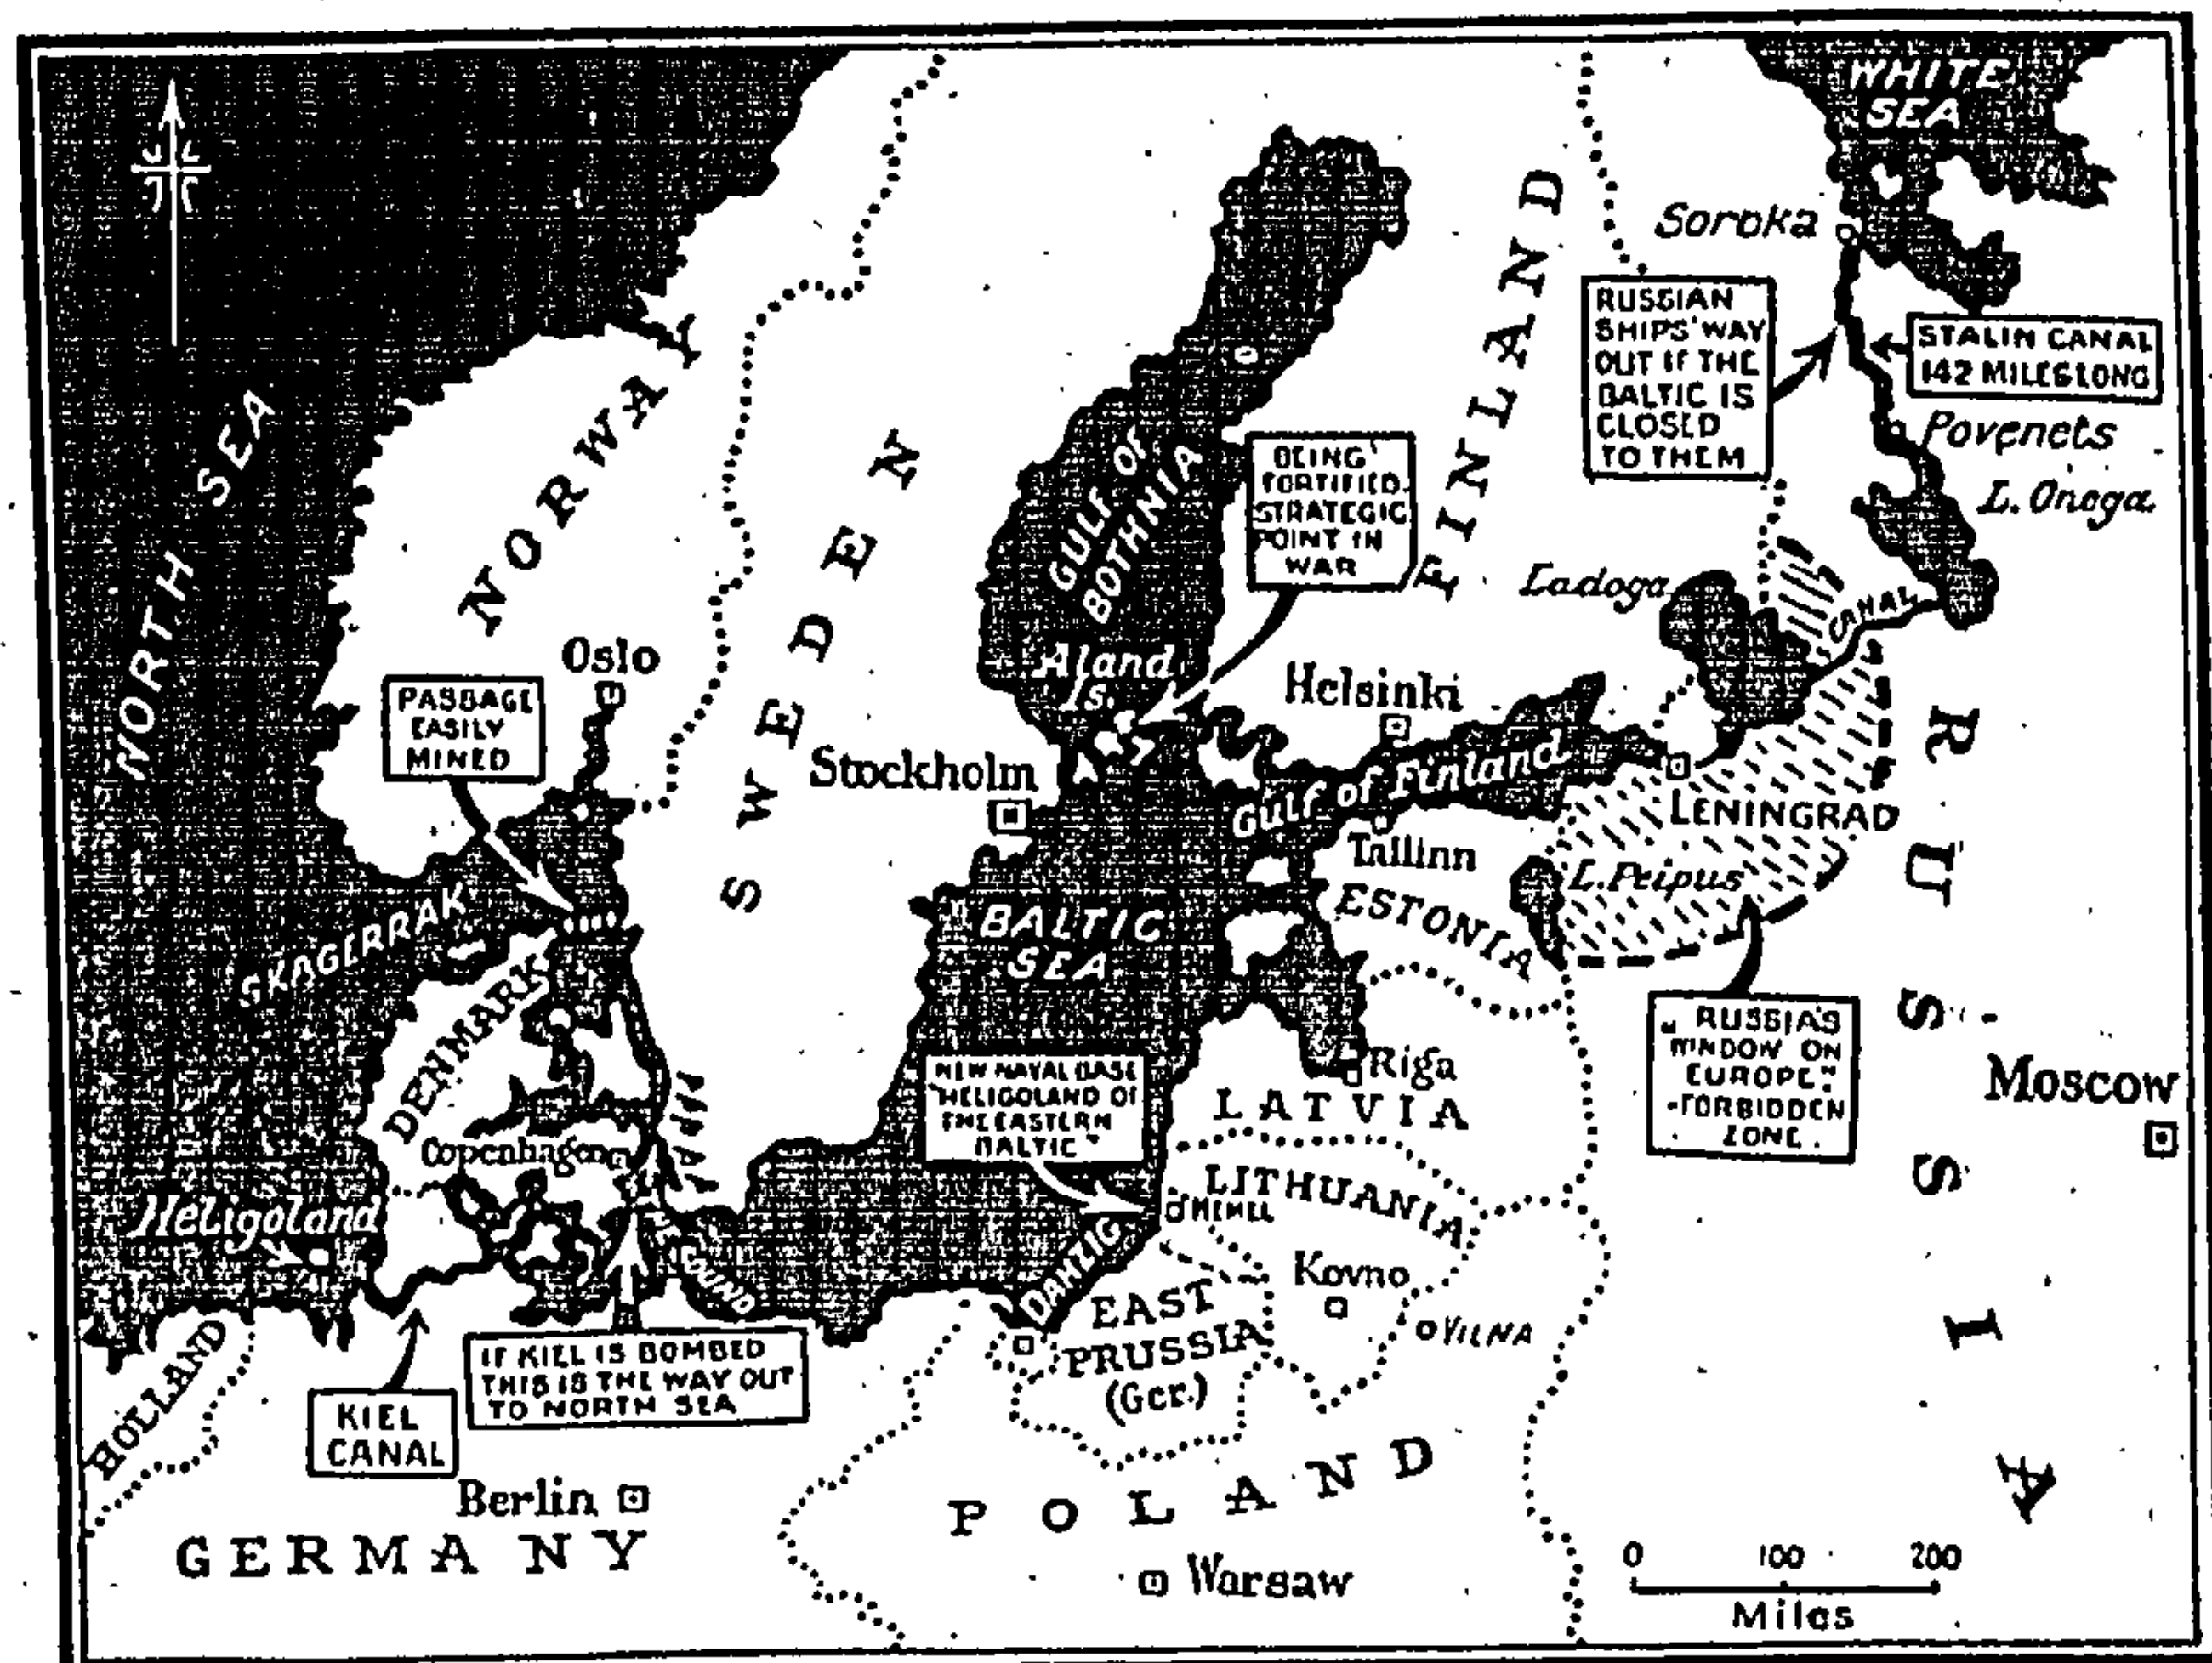 WHITE
SEA
Soroka
RUSSIAN
SHIPS' WAY
OUT IF THE
BALTIC IS
CLOSED
TO THEM
STALIN CANAL
142 MILES LONG
Povenets
L. Onega.
NORTH SEA
NORWAY
SWEDEN
FINLAND
GULF OF
BOTHNIA
BEING
FORTIFIED.
STRATEGIC
POINT IN
WAR
Ladoga
CANAL
Aland
Is.
Oslo
PASSAGE
EASILY
MINED
Helsinki
Stockholm
Gulf of Finland
LENINGRAD
Tallinn
L. Peipus
ESTONIA
SKAGERRAK
BALTIC
SEA
DENMARK
RUSSIA
"RUSSIA'S
WINDOW ON
EUROPE".
-FORBIDDEN
ZONE.
Moscow
NEW NAVAL BASE
"HELIGOLAND OF
THE EASTERN
BALTIC"
Riga
LATVIA
Copenhagen
LITHUANIA
MEMEL
Heligoland
DANZIG
Kovno
VILNA
EAST
PRUSSIA
(Ger.)
HOLLAND
KIEL
CANAL
IF KIEL IS BOMBED
THIS IS THE WAY OUT
TO NORTH SEA
Berlin
GERMANY
POLAND
Warsaw
0 100 200
Miles